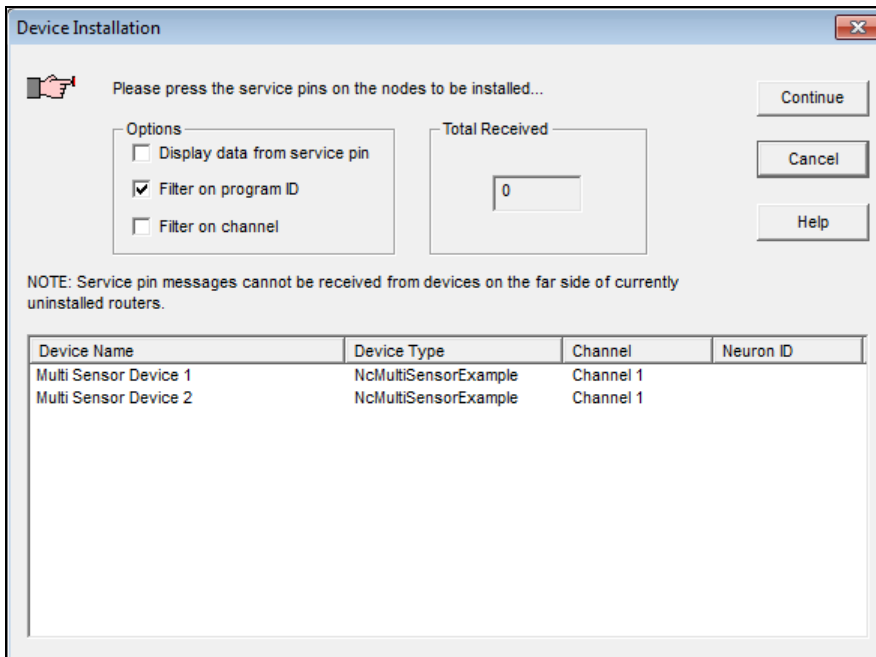 Device Installation
Please press the service pins on the nodes to be installed...
Continue
Options
Total Received
Display data from service pin
Cancel
Filter on program ID
0
Filter on channel
Help
NOTE: Service pin messages cannot be received from devices on the far side of currently
uninstalled routers.
Device Name Device Type Channel Neuron ID
Multi Sensor Device 1 NcMultiSensorExample Channel 1
Multi Sensor Device 2 NcMultiSensorExample Channel 1